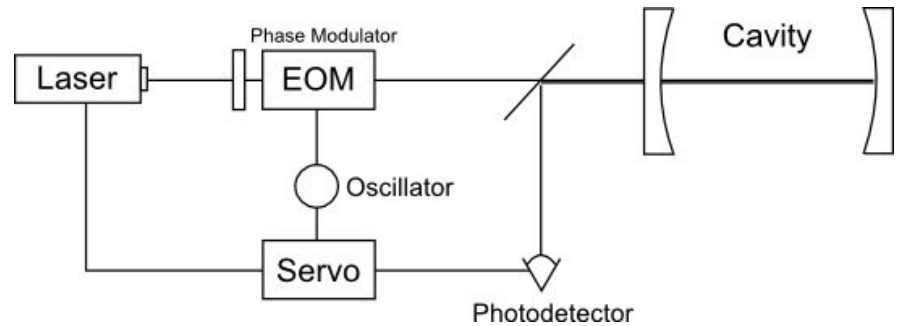 Phase Modulator
Cavity
Laser
EOM
Oscillator
Servo
Photodetector